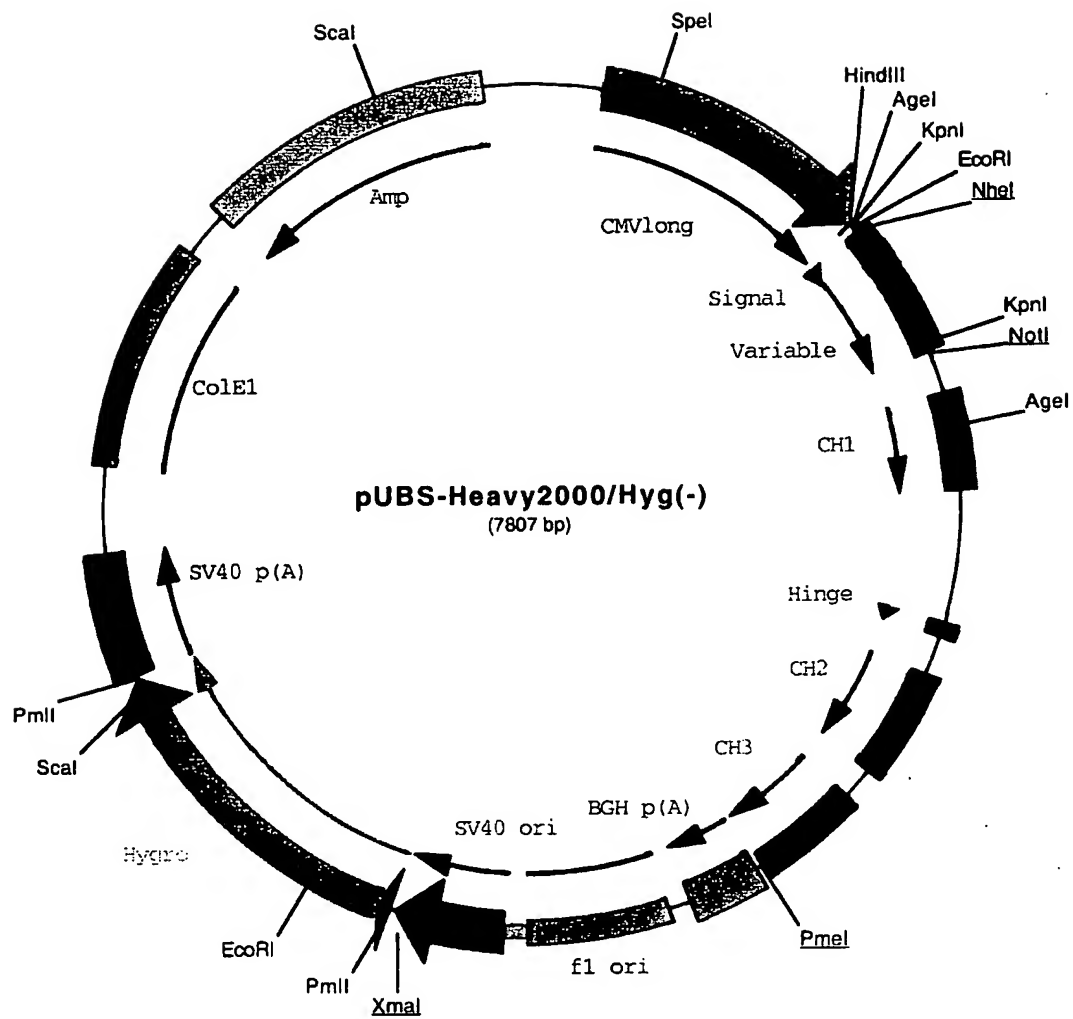 ScaI
SpeI
HindIII
AgeI
KpnI
EcoRI
NheI
Amp
CMVlong
Signal
Variable
KpnI
NotI
ColE1
AgeI
CH1
pUBS-Heavy2000/Hyg(-)
(7807 bp)
SV40 p(A)
Hinge
CH2
PmlI
CH3
ScaI
BGH p(A)
SV40 ori
Hygro
EcoRI
PmeI
PmlI
f1 ori
XmaI